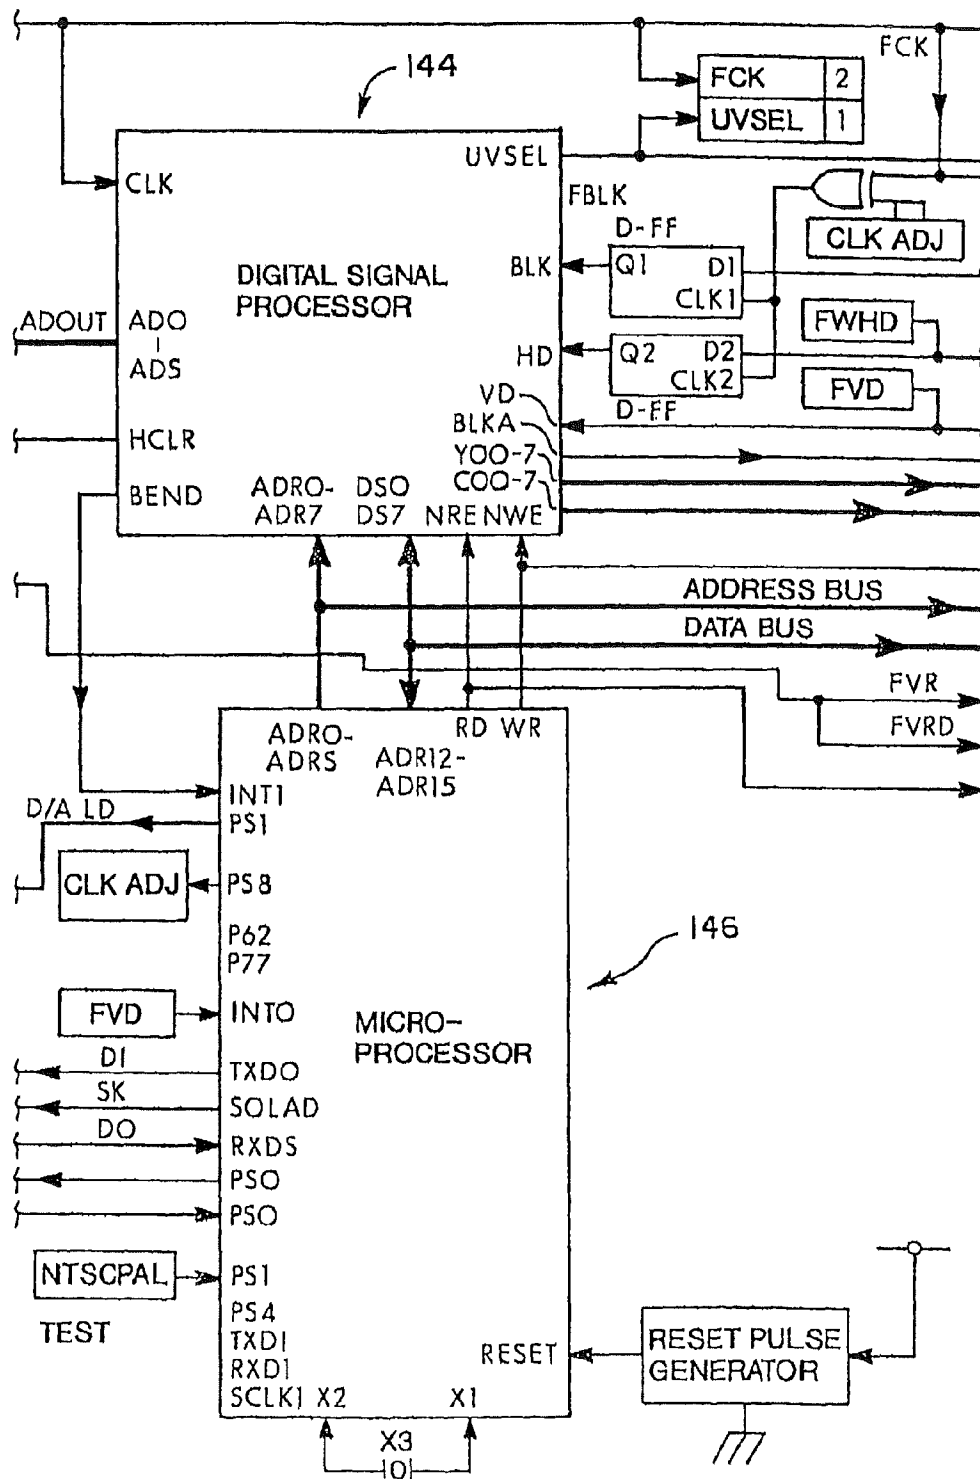 FCK
144
FCK 2
UVSEL 1
UVSEL
CLK
FBLK
CLK ADJ
D-FF
DIGITAL SIGNAL
PROCESSOR
BLK
Q1 D1
CLK1
ADOUT
ADO
ADS
FWHD
HD
Q2 D2
CLK2
FVD
VD
D-FF
BLKA
HCLR
YOO-7
COO-7
BEND
ADRO-
ADR7
DSO
DS7
NRE NWE
ADDRESS BUS
DATA BUS
FVR
FVRD
ADRO-
ADRS
ADR12-
ADR15
RD WR
INT1
D/A LD
PS1
CLK ADJ
PS8
146
P62
P77
FVD
INTO
MICRO-
PROCESSOR
DI
TXDO
SK
SOLAD
DO
RXDS
PSO
PSO
NTSCPAL
PS1
TEST
PS4
TXD1
RXD1
SCLK1 X2 X1
RESET
RESET PULSE
GENERATOR
X3